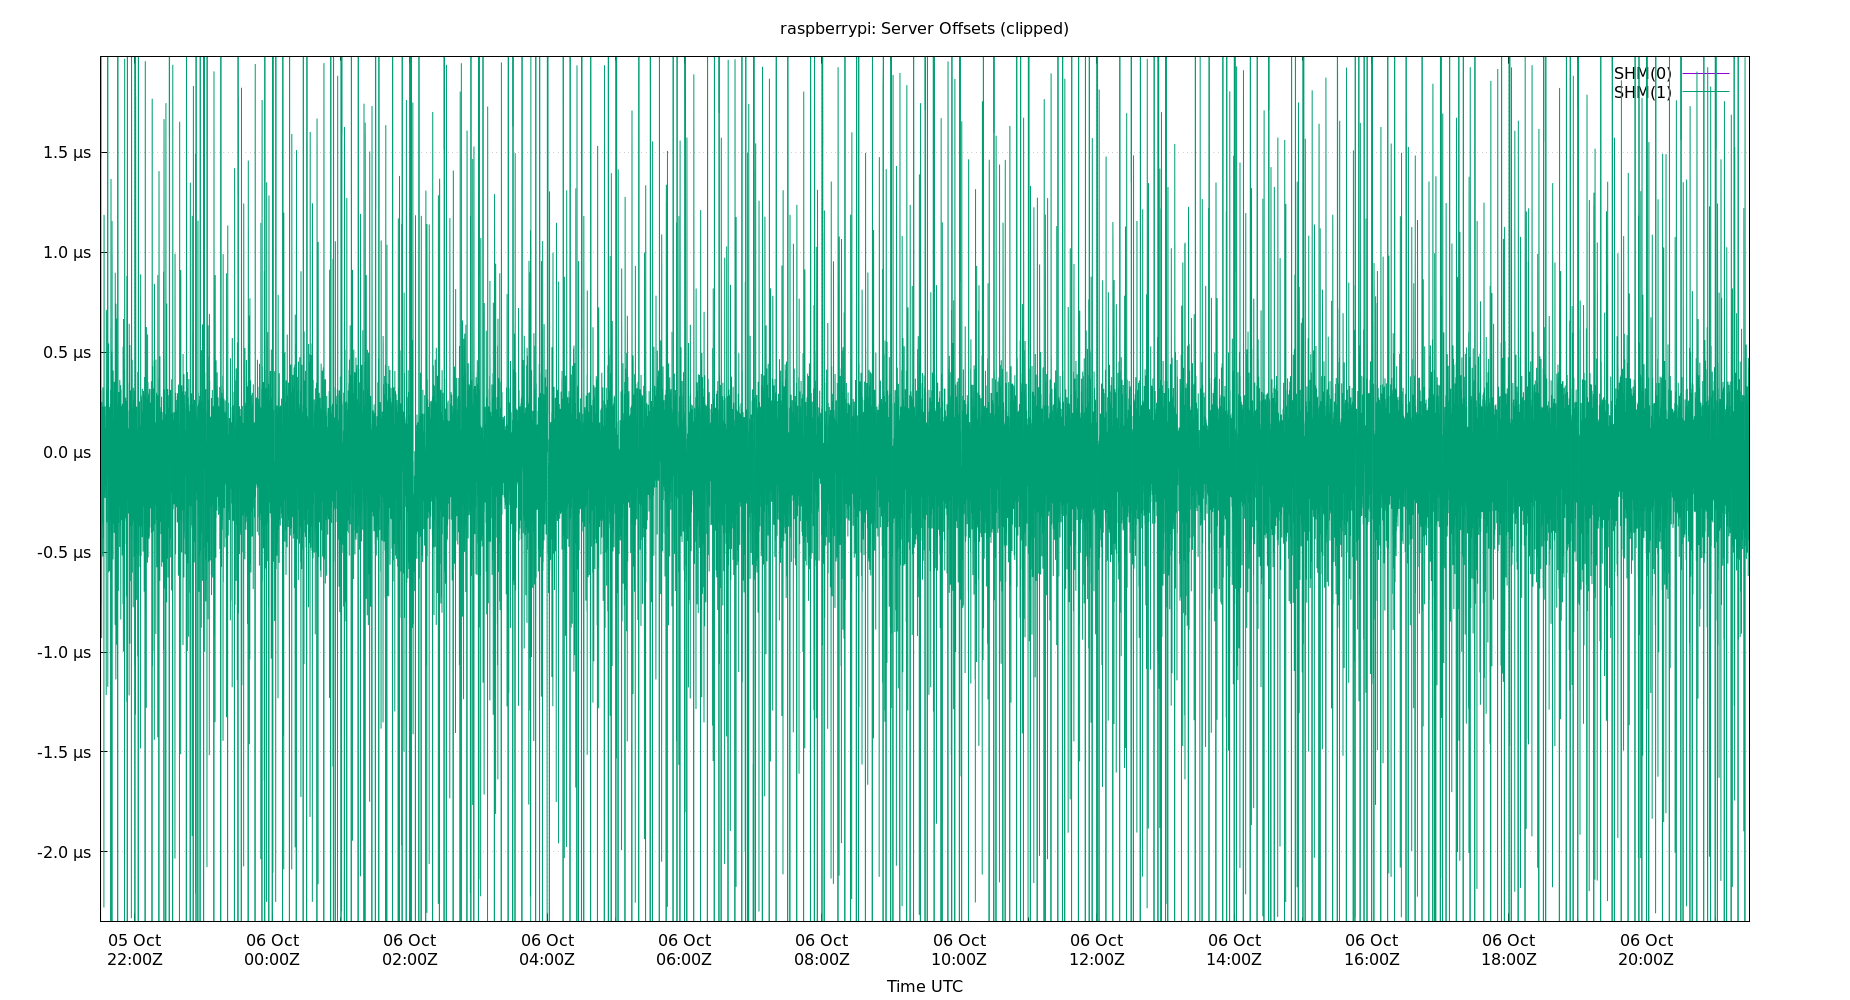 raspberrypi: Server Offsets (clipped)
SHM(0)
SHM(1)
1.5 µs
1.0 µs
0.5 µs
0.0 µs
-0.5 µs
-1.0 µs
-1.5 µs
-2.0 µs
05 Oct 06 Oct 06 Oct 06 Oct 06 Oct 06 Oct 06 Oct 06 Oct 06 Oct 06 Oct 06 Oct 06 Oct
22:00Z 00:00Z 02:00Z 04:00Z 06:00Z 08:00Z 10:00Z 12:00Z 14:00Z 16:00Z 18:00Z 20:00Z
Time UTC